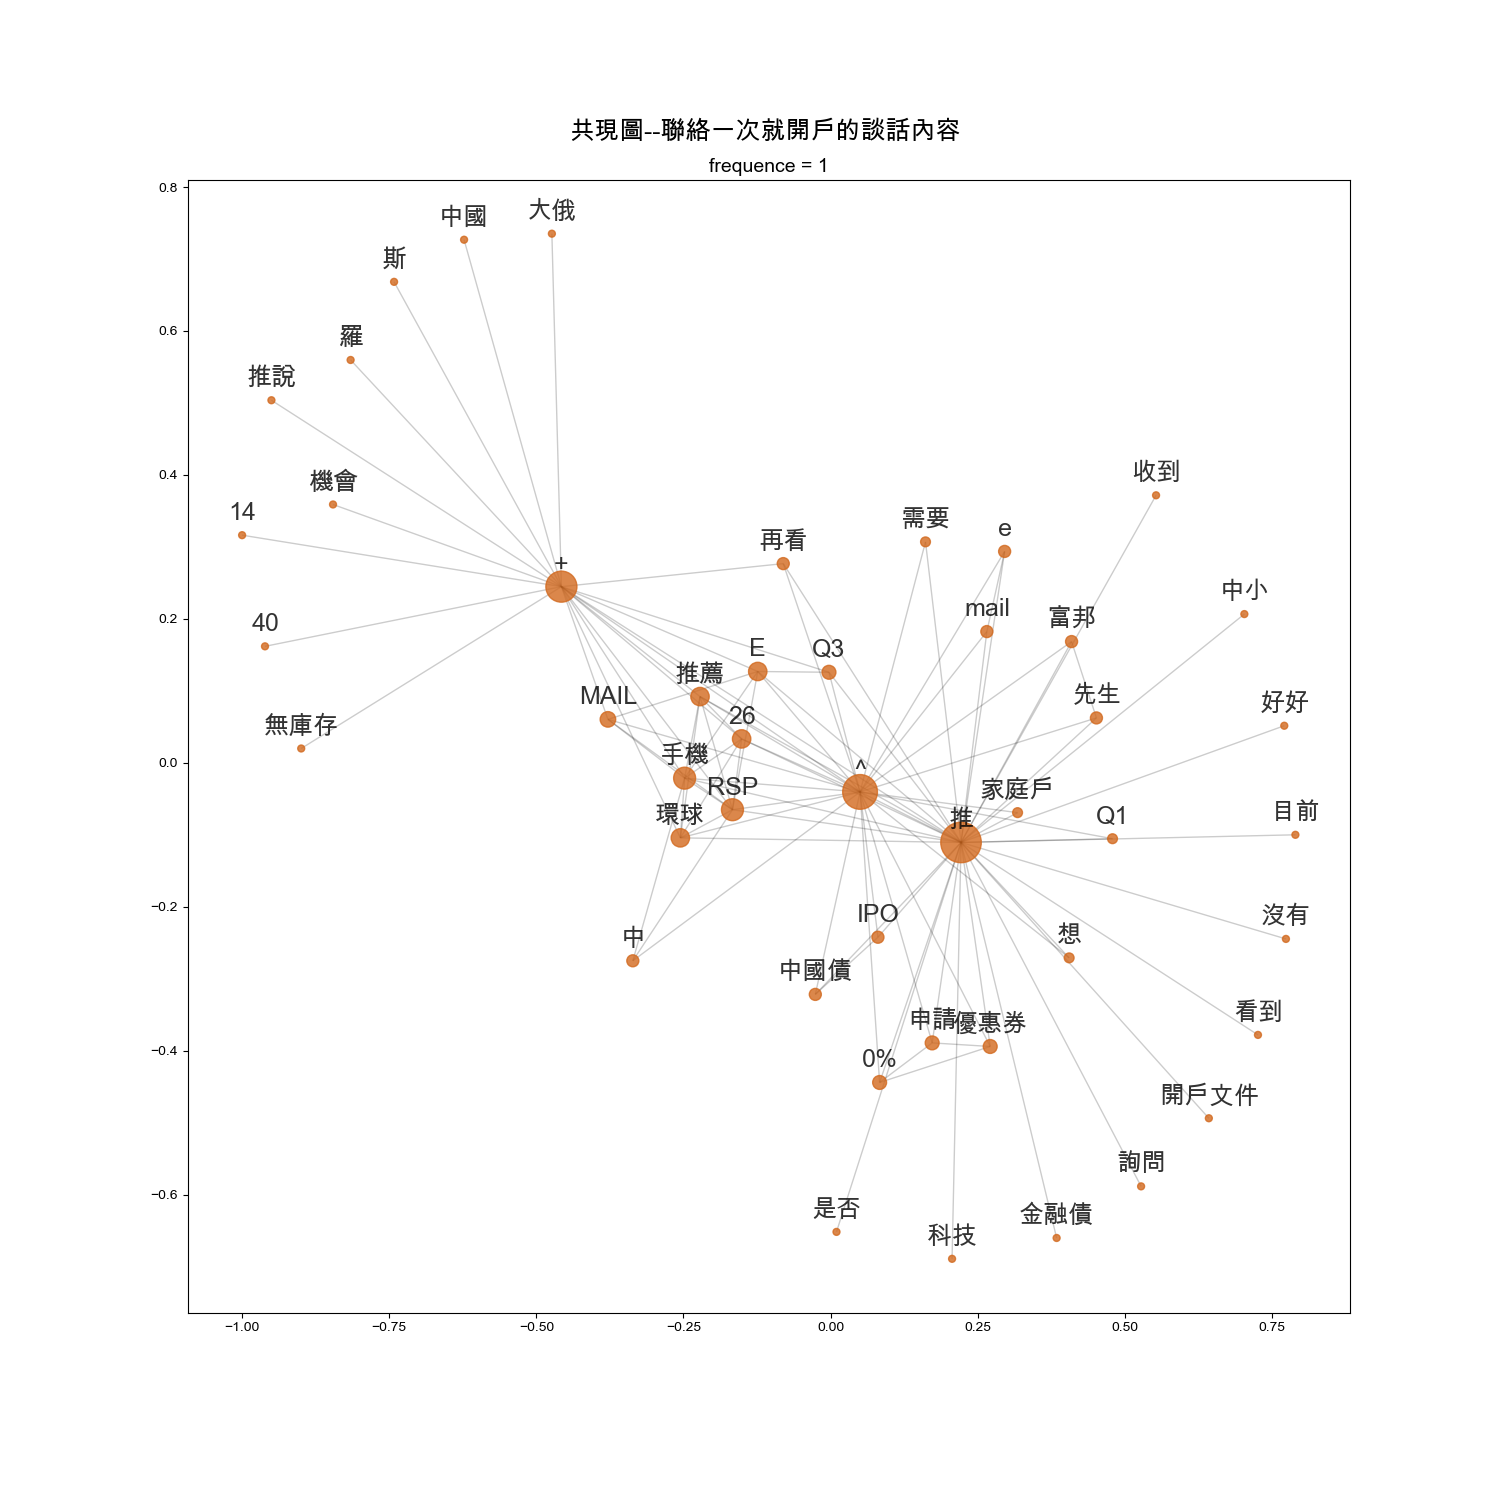 共現圖--聯絡一次就開戶的談話內容
frequence = 1
0.8
0.6
0.4
0.2
0.0
−0.2
−0.4
−0.6
−1.00
−0.75
−0.50
−0.25
0.00
0.25
0.50
0.75
大俄
中國
斯
羅
推說
機會
14
40
無庫存
+
再看
需要
e
收到
中小
mail
富邦
E
Q3
推薦
MAIL
26
先生
好好
手機
RSP
^
家庭戶
環球
推
Q1
目前
中
IPO
想
沒有
中國債
申請
優惠券
看到
0%
開戶文件
詢問
是否
科技
金融債